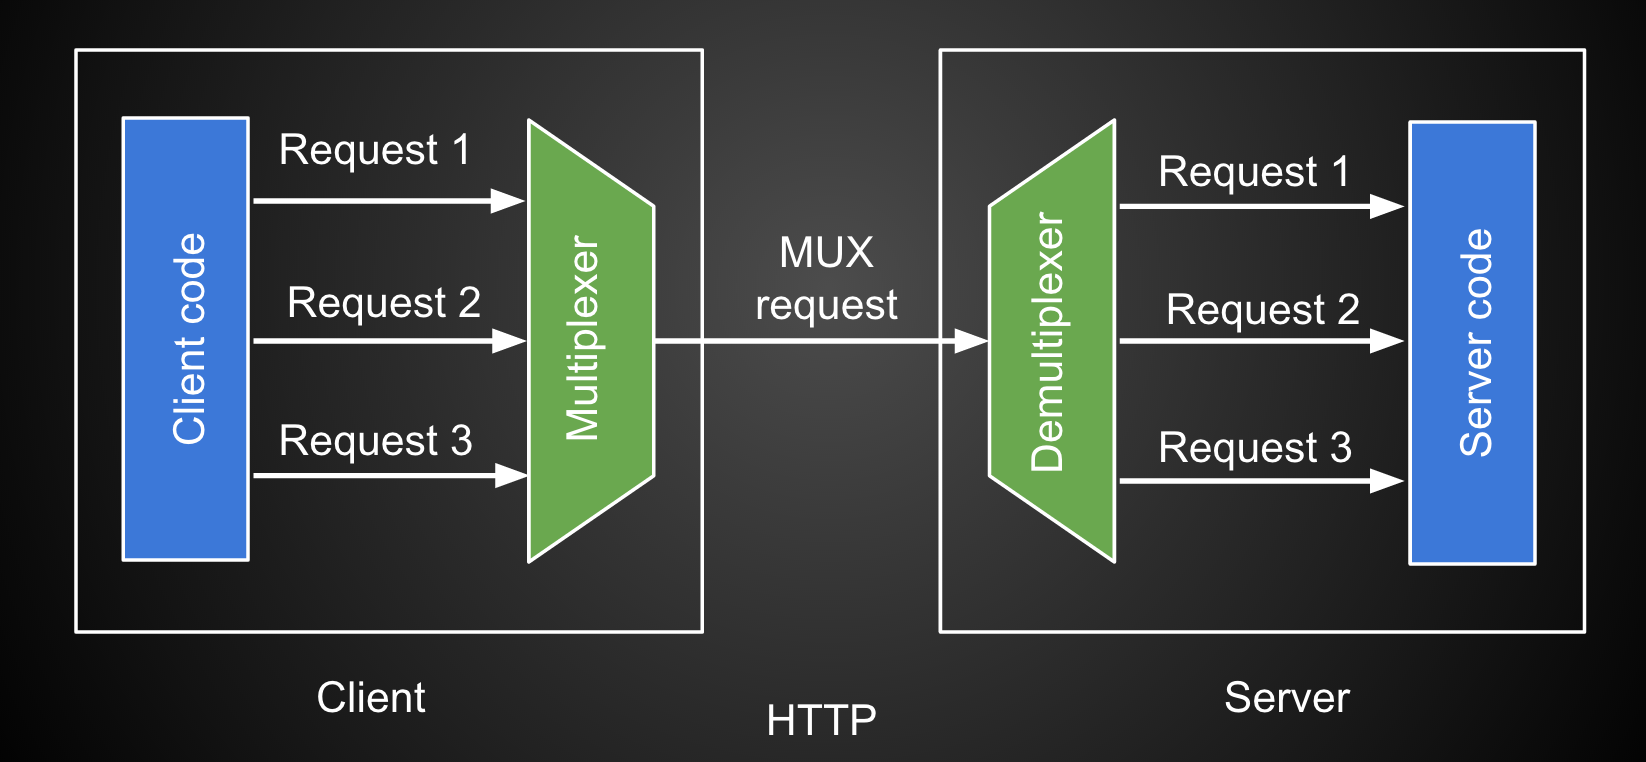 Client code
Request 1
Request 2
Request 3
Multiplexer
MUX
request
Demultiplexer
Request 1
Request 2
Request 3
Server code
Client
HTTP
Server